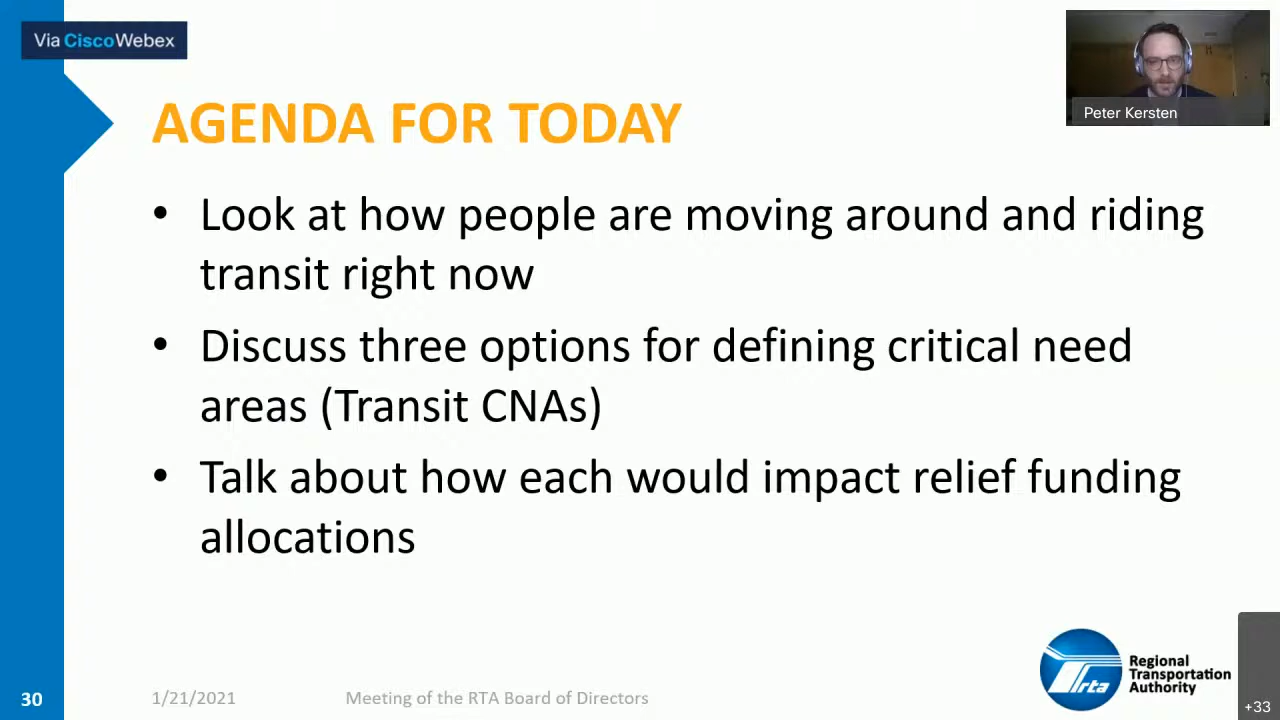 Via CiscoWebex
Peter Kersten
AGENDA FOR TODAY
• Look at how people are moving around and riding
transit right now
• Discuss three options for defining critical need
areas (Transit CNAs)
• Talk about how each would impact relief funding
allocations
rta
Regional
Transportation
Authority
30
1/21/2021
Meeting of the RTA Board of Directors
+33